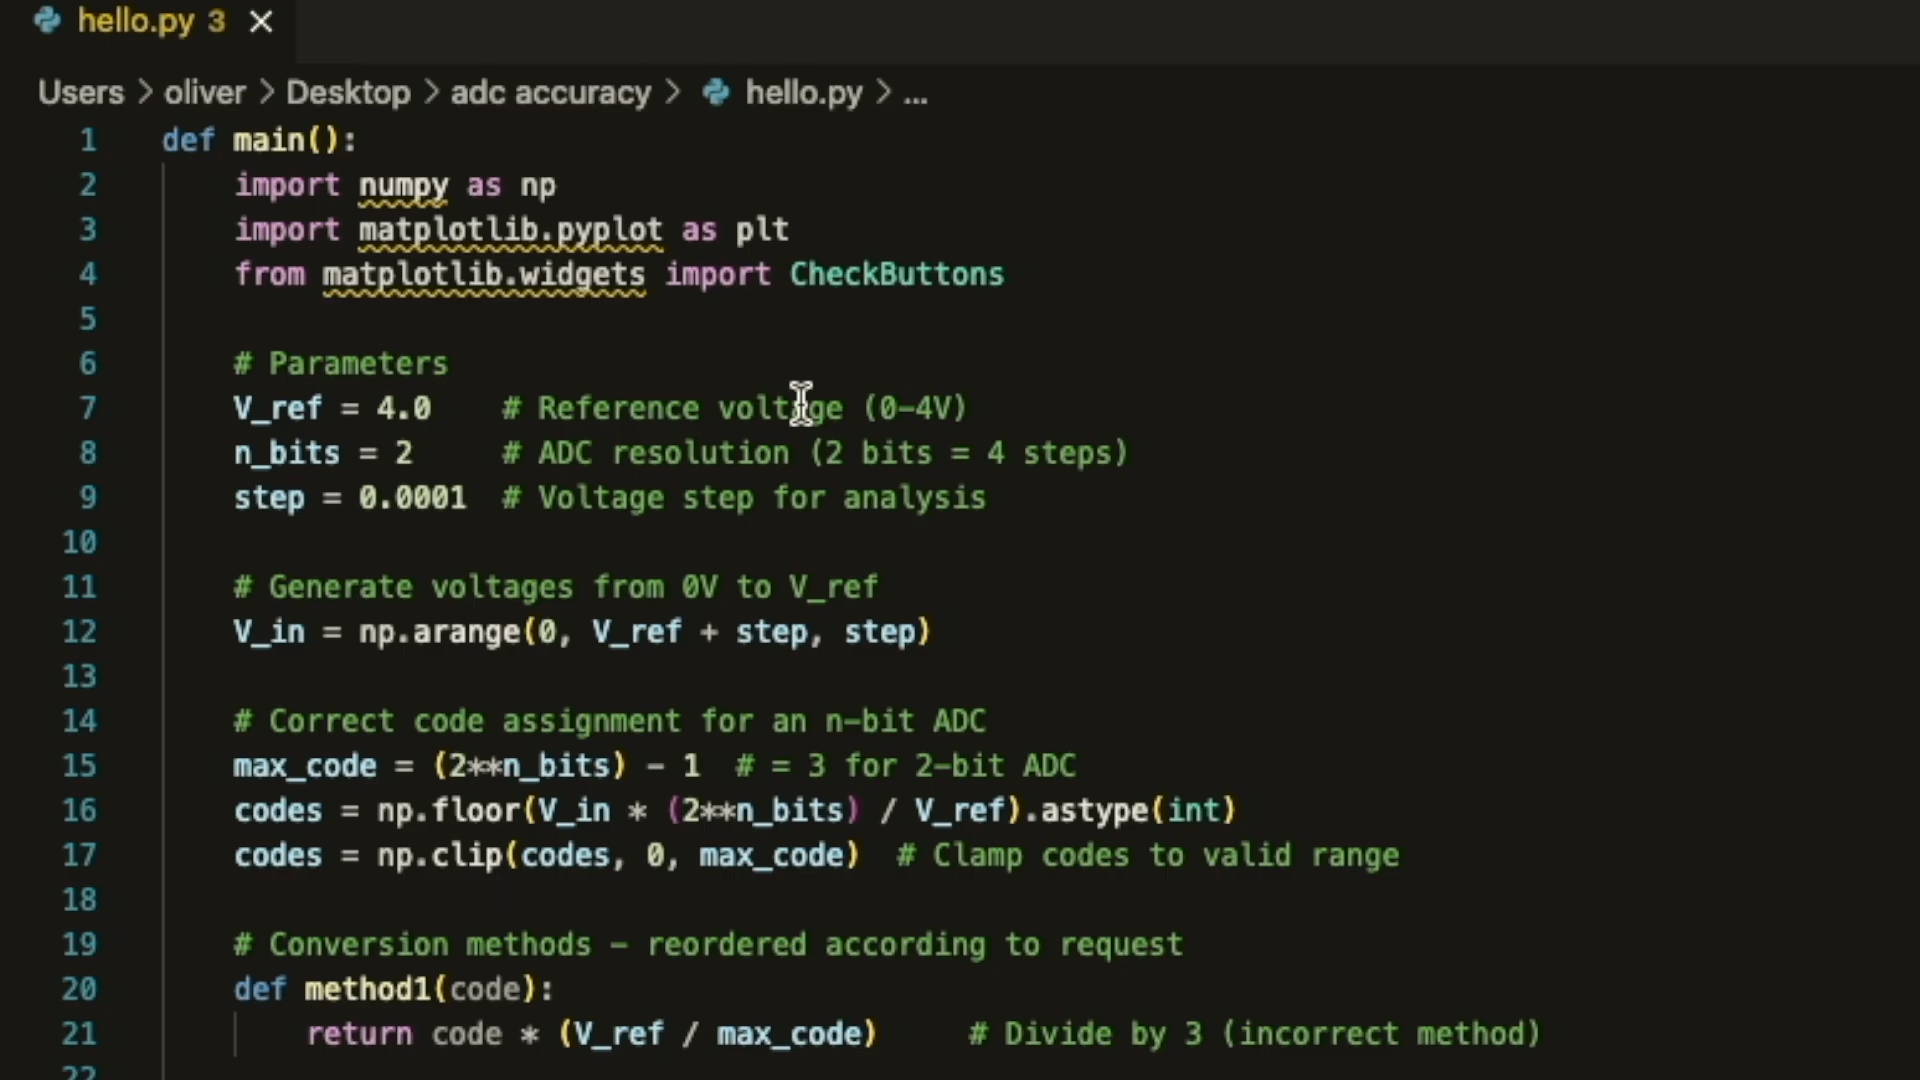 hello.py 3
Users > oliver > Desktop > adc accuracy > hello.py > ...
1 def main():
2     import numpy as np
3     import matplotlib.pyplot as plt
4     from matplotlib.widgets import CheckButtons
5
6     # Parameters
7     V_ref = 4.0    # Reference voltage (0-4V)
8     n_bits = 2     # ADC resolution (2 bits = 4 steps)
9     step = 0.0001  # Voltage step for analysis
10
11     # Generate voltages from 0V to V_ref
12     V_in = np.arange(0, V_ref + step, step)
13
14     # Correct code assignment for an n-bit ADC
15     max_code = (2**n_bits) - 1  # = 3 for 2-bit ADC
16     codes = np.floor(V_in * (2**n_bits) / V_ref).astype(int)
17     codes = np.clip(codes, 0, max_code)  # Clamp codes to valid range
18
19     # Conversion methods - reordered according to request
20     def method1(code):
21         return code * (V_ref / max_code)     # Divide by 3 (incorrect method)
22